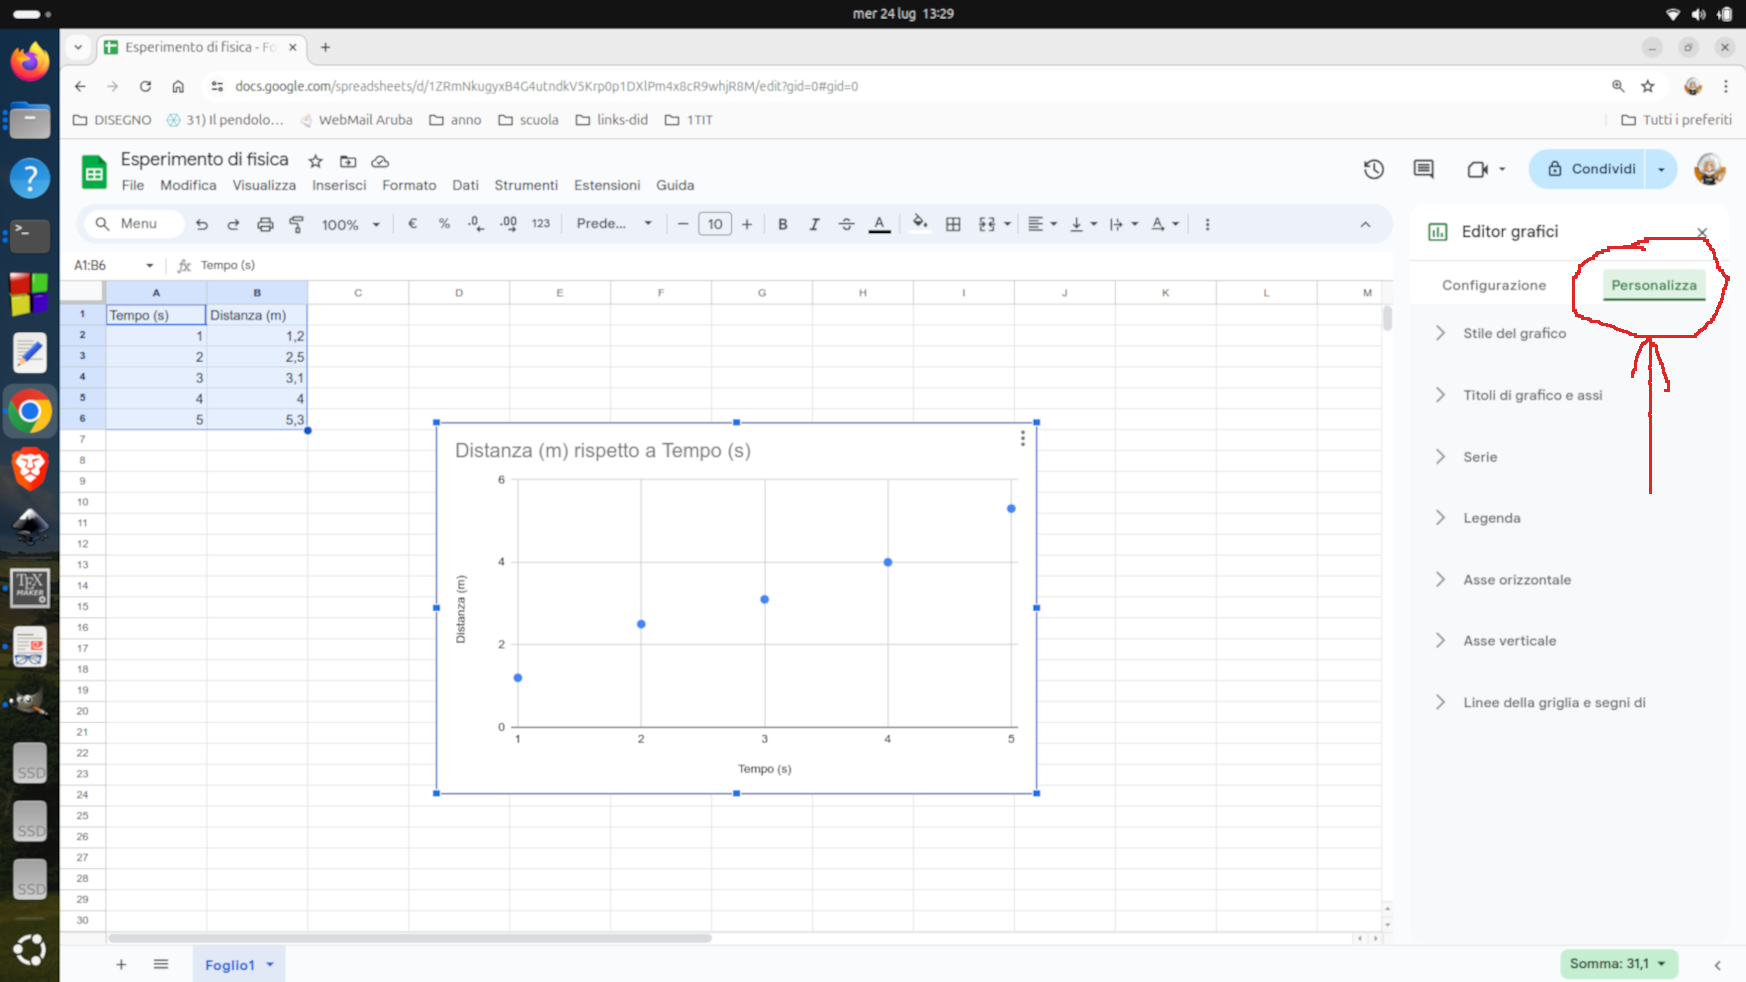 mer 24 lug 13:29
Esperimento di fisica - Fo
docs.google.com/spreadsheets/d/1ZRmNkugyxB4G4utndkV5Krp0p1DXlPm4x8cR9whjR8M/edit?gid=0#gid=0
DISEGNO 31) Il pendolo... WebMail Aruba anno scuola links-did 1TIT Tutti i preferiti
Esperimento di fisica
File Modifica Visualizza Inserisci Formato Dati Strumenti Estensioni Guida
Condividi
Menu 100% € % .0 .00 123 Prede... 10 B I A
A1:B6 fx Tempo (s)
Editor grafici
Configurazione Personalizza
Stile del grafico
Titoli di grafico e assi
Serie
Legenda
Asse orizzontale
Asse verticale
Linee della griglia e segni di
A B C D E F G H I J K L M
1 Tempo (s) Distanza (m)
2 1 1,2
3 2 2,5
4 3 3,1
5 4 4
6 5 5,3
7
8
9
10
11
12
13
14
15
16
17
18
19
20
21
22
23
24
25
26
27
28
29
30
Distanza (m) rispetto a Tempo (s)
Distanza (m)
6
4
2
0
1 2 3 4 5
Tempo (s)
TEX
MAKER
SSD
SSD
SSD
Foglio1
Somma: 31,1